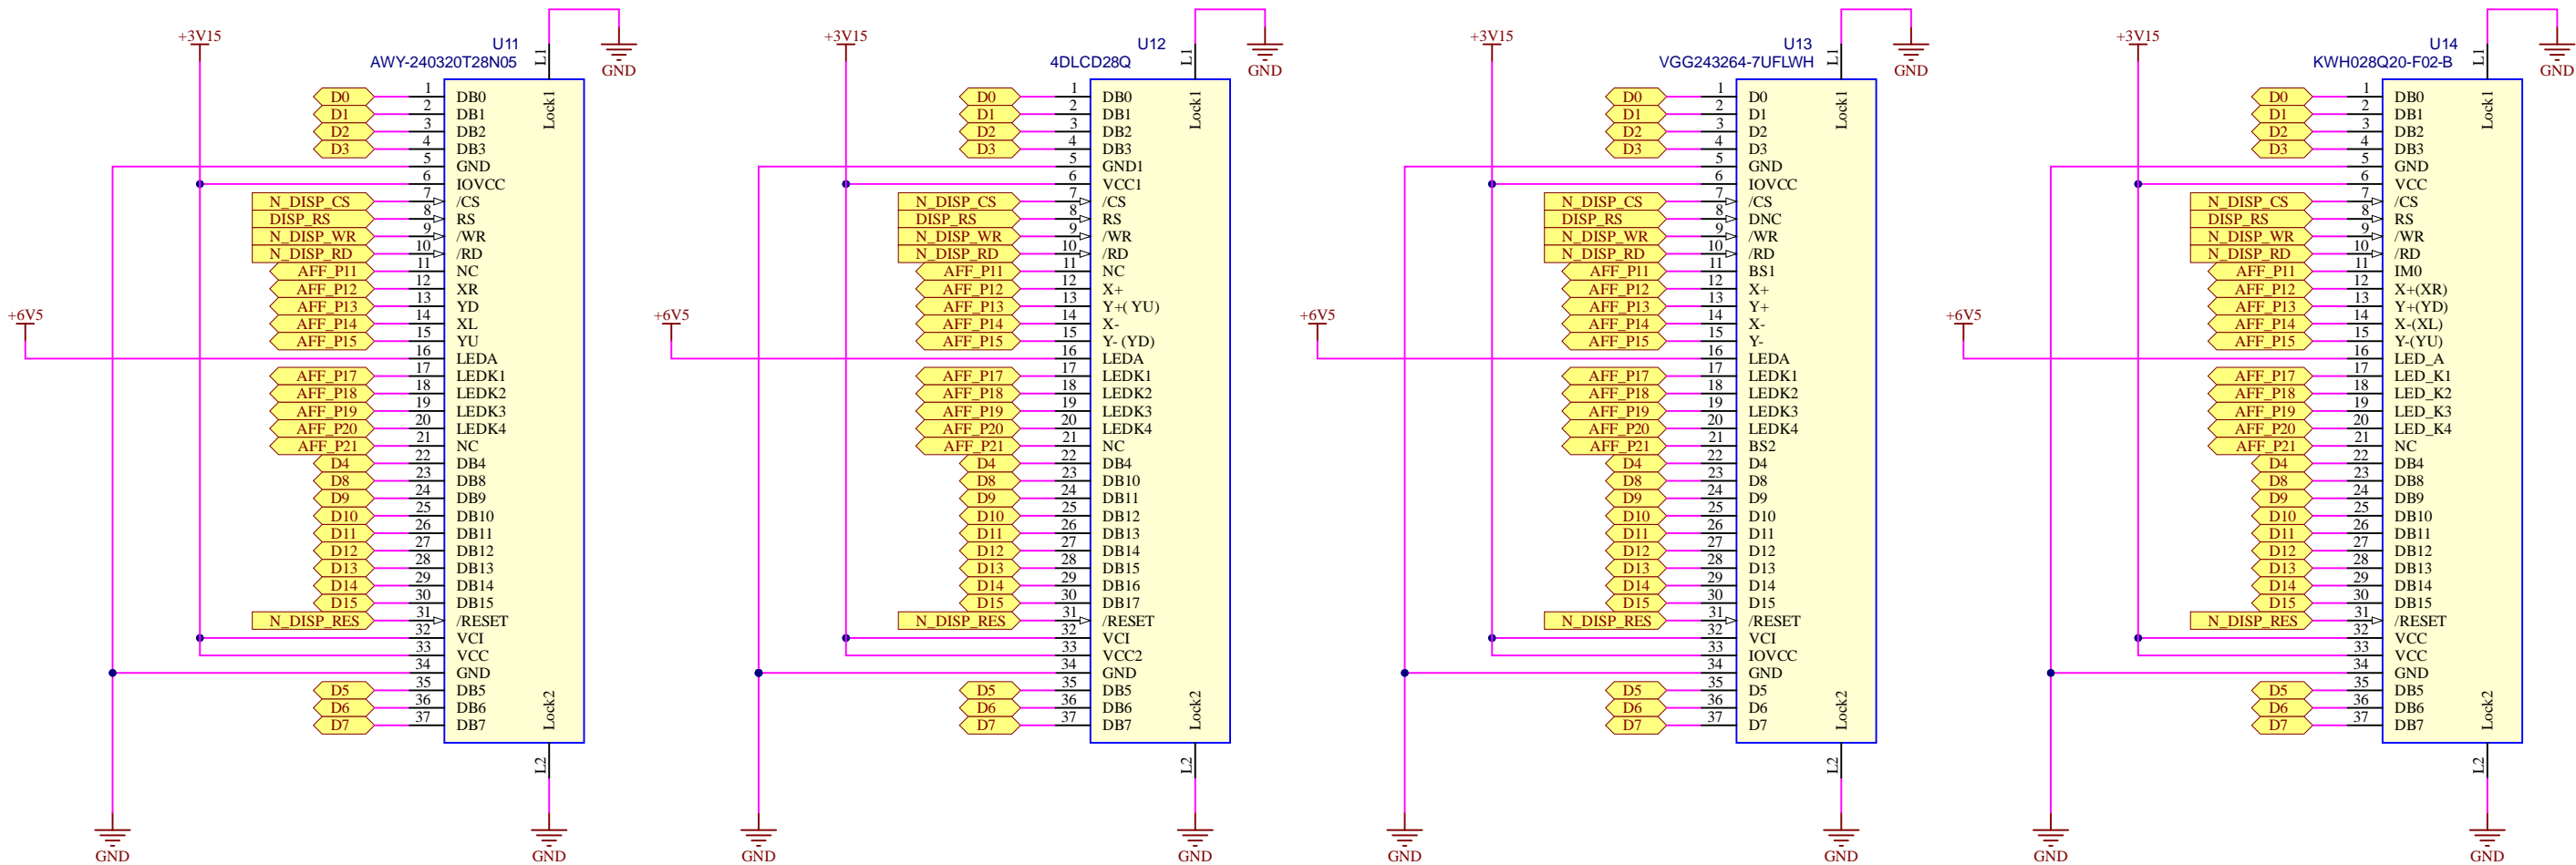 U11
AWY-240320T28N05
+3V15
L1
GND
Lock1
D0 1 DB0
D1 2 DB1
D2 3 DB2
D3 4 DB3
5 GND
6 IOVCC
N_DISP_CS 7 /CS
DISP_RS 8 RS
N_DISP_WR 9 /WR
N_DISP_RD 10 /RD
AFF_P11 11 NC
AFF_P12 12 XR
AFF_P13 13 YD
AFF_P14 14 XL
AFF_P15 15 YU
+6V5
16 LEDA
AFF_P17 17 LEDK1
AFF_P18 18 LEDK2
AFF_P19 19 LEDK3
AFF_P20 20 LEDK4
AFF_P21 21 NC
D4 22 DB4
D8 23 DB8
D9 24 DB9
D10 25 DB10
D11 26 DB11
D12 27 DB12
D13 28 DB13
D14 29 DB14
D15 30 DB15
N_DISP_RES 31 /RESET
32 VCI
33 VCC
34 GND
D5 35 DB5
D6 36 DB6
D7 37 DB7
Lock2
L2
GND
GND
U12
4DLCD28Q
+3V15
L1
GND
Lock1
D0 1 DB0
D1 2 DB1
D2 3 DB2
D3 4 DB3
5 GND1
6 VCC1
N_DISP_CS 7 /CS
DISP_RS 8 RS
N_DISP_WR 9 /WR
N_DISP_RD 10 /RD
AFF_P11 11 NC
AFF_P12 12 X+
AFF_P13 13 Y+( YU)
AFF_P14 14 X-
AFF_P15 15 Y- (YD)
+6V5
16 LEDA
AFF_P17 17 LEDK1
AFF_P18 18 LEDK2
AFF_P19 19 LEDK3
AFF_P20 20 LEDK4
AFF_P21 21 NC
D4 22 DB4
D8 23 DB10
D9 24 DB11
D10 25 DB12
D11 26 DB13
D12 27 DB14
D13 28 DB15
D14 29 DB16
D15 30 DB17
N_DISP_RES 31 /RESET
32 VCI
33 VCC2
34 GND
D5 35 DB5
D6 36 DB6
D7 37 DB7
Lock2
L2
GND
GND
U13
VGG243264-7UFLWH
+3V15
L1
GND
Lock1
D0 1 D0
D1 2 D1
D2 3 D2
D3 4 D3
5 GND
6 IOVCC
N_DISP_CS 7 /CS
DISP_RS 8 DNC
N_DISP_WR 9 /WR
N_DISP_RD 10 /RD
AFF_P11 11 BS1
AFF_P12 12 X+
AFF_P13 13 Y+
AFF_P14 14 X-
AFF_P15 15 Y-
+6V5
16 LEDA
AFF_P17 17 LEDK1
AFF_P18 18 LEDK2
AFF_P19 19 LEDK3
AFF_P20 20 LEDK4
AFF_P21 21 BS2
D4 22 D4
D8 23 D8
D9 24 D9
D10 25 D10
D11 26 D11
D12 27 D12
D13 28 D13
D14 29 D14
D15 30 D15
N_DISP_RES 31 /RESET
32 VCI
33 IOVCC
34 GND
D5 35 D5
D6 36 D6
D7 37 D7
Lock2
L2
GND
GND
U14
KWH028Q20-F02-B
+3V15
L1
GND
Lock1
D0 1 DB0
D1 2 DB1
D2 3 DB2
D3 4 DB3
5 GND
6 VCC
N_DISP_CS 7 /CS
DISP_RS 8 RS
N_DISP_WR 9 /WR
N_DISP_RD 10 /RD
AFF_P11 11 IM0
AFF_P12 12 X+(XR)
AFF_P13 13 Y+(YD)
AFF_P14 14 X-(XL)
AFF_P15 15 Y-(YU)
+6V5
16 LED_A
AFF_P17 17 LED_K1
AFF_P18 18 LED_K2
AFF_P19 19 LED_K3
AFF_P20 20 LED_K4
AFF_P21 21 NC
D4 22 DB4
D8 23 DB8
D9 24 DB9
D10 25 DB10
D11 26 DB11
D12 27 DB12
D13 28 DB13
D14 29 DB14
D15 30 DB15
N_DISP_RES 31 /RESET
32 VCC
33 VCC
34 GND
D5 35 DB5
D6 36 DB6
D7 37 DB7
Lock2
L2
GND
GND